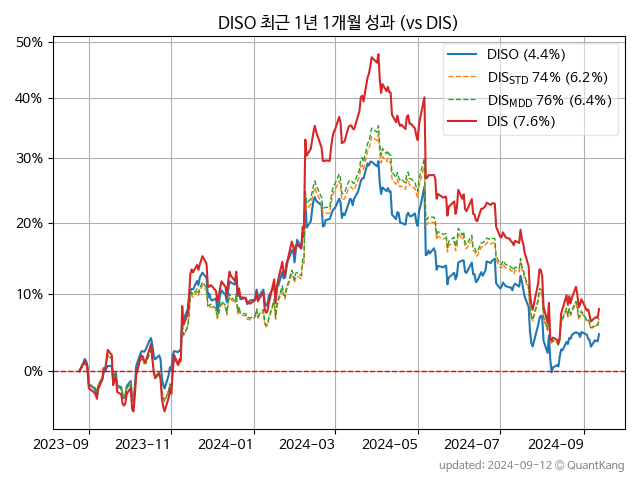 DISO 최근 1년 1개월 성과 (vs DIS)
50%
40%
30%
20%
10%
0%
DISO (4.4%)
DIS_STD 74% (6.2%)
DIS_MDD 76% (6.4%)
DIS (7.6%)
2023-09 2023-11 2024-01 2024-03 2024-05 2024-07 2024-09
updated: 2024-09-12 © QuantKang